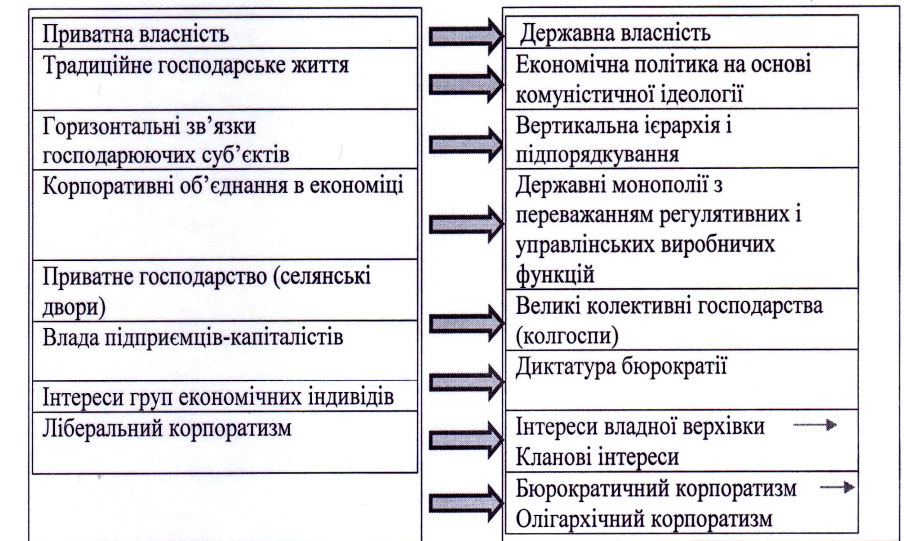 Приватна власність
Традиційне господарське життя
Горизонтальні зв’язки
господарюючих суб’єктів
Корпоративні об’єднання в економіці
Приватне господарство (селянські
двори)
Влада підприємців-капіталістів
Інтереси груп економічних індивідів
Ліберальний корпоратизм
Державна власність
Економічна політика на основі
комуністичної ідеології
Вертикальна ієрархія і
підпорядкування
Державні монополії з
переважанням регулятивних і
управлінських виробничих
функцій
Великі колективні господарства
(колгоспи)
Диктатура бюрократії
Інтереси владної верхівки
Кланові інтереси
Бюрократичний корпоратизм
Олігархічний корпоратизм